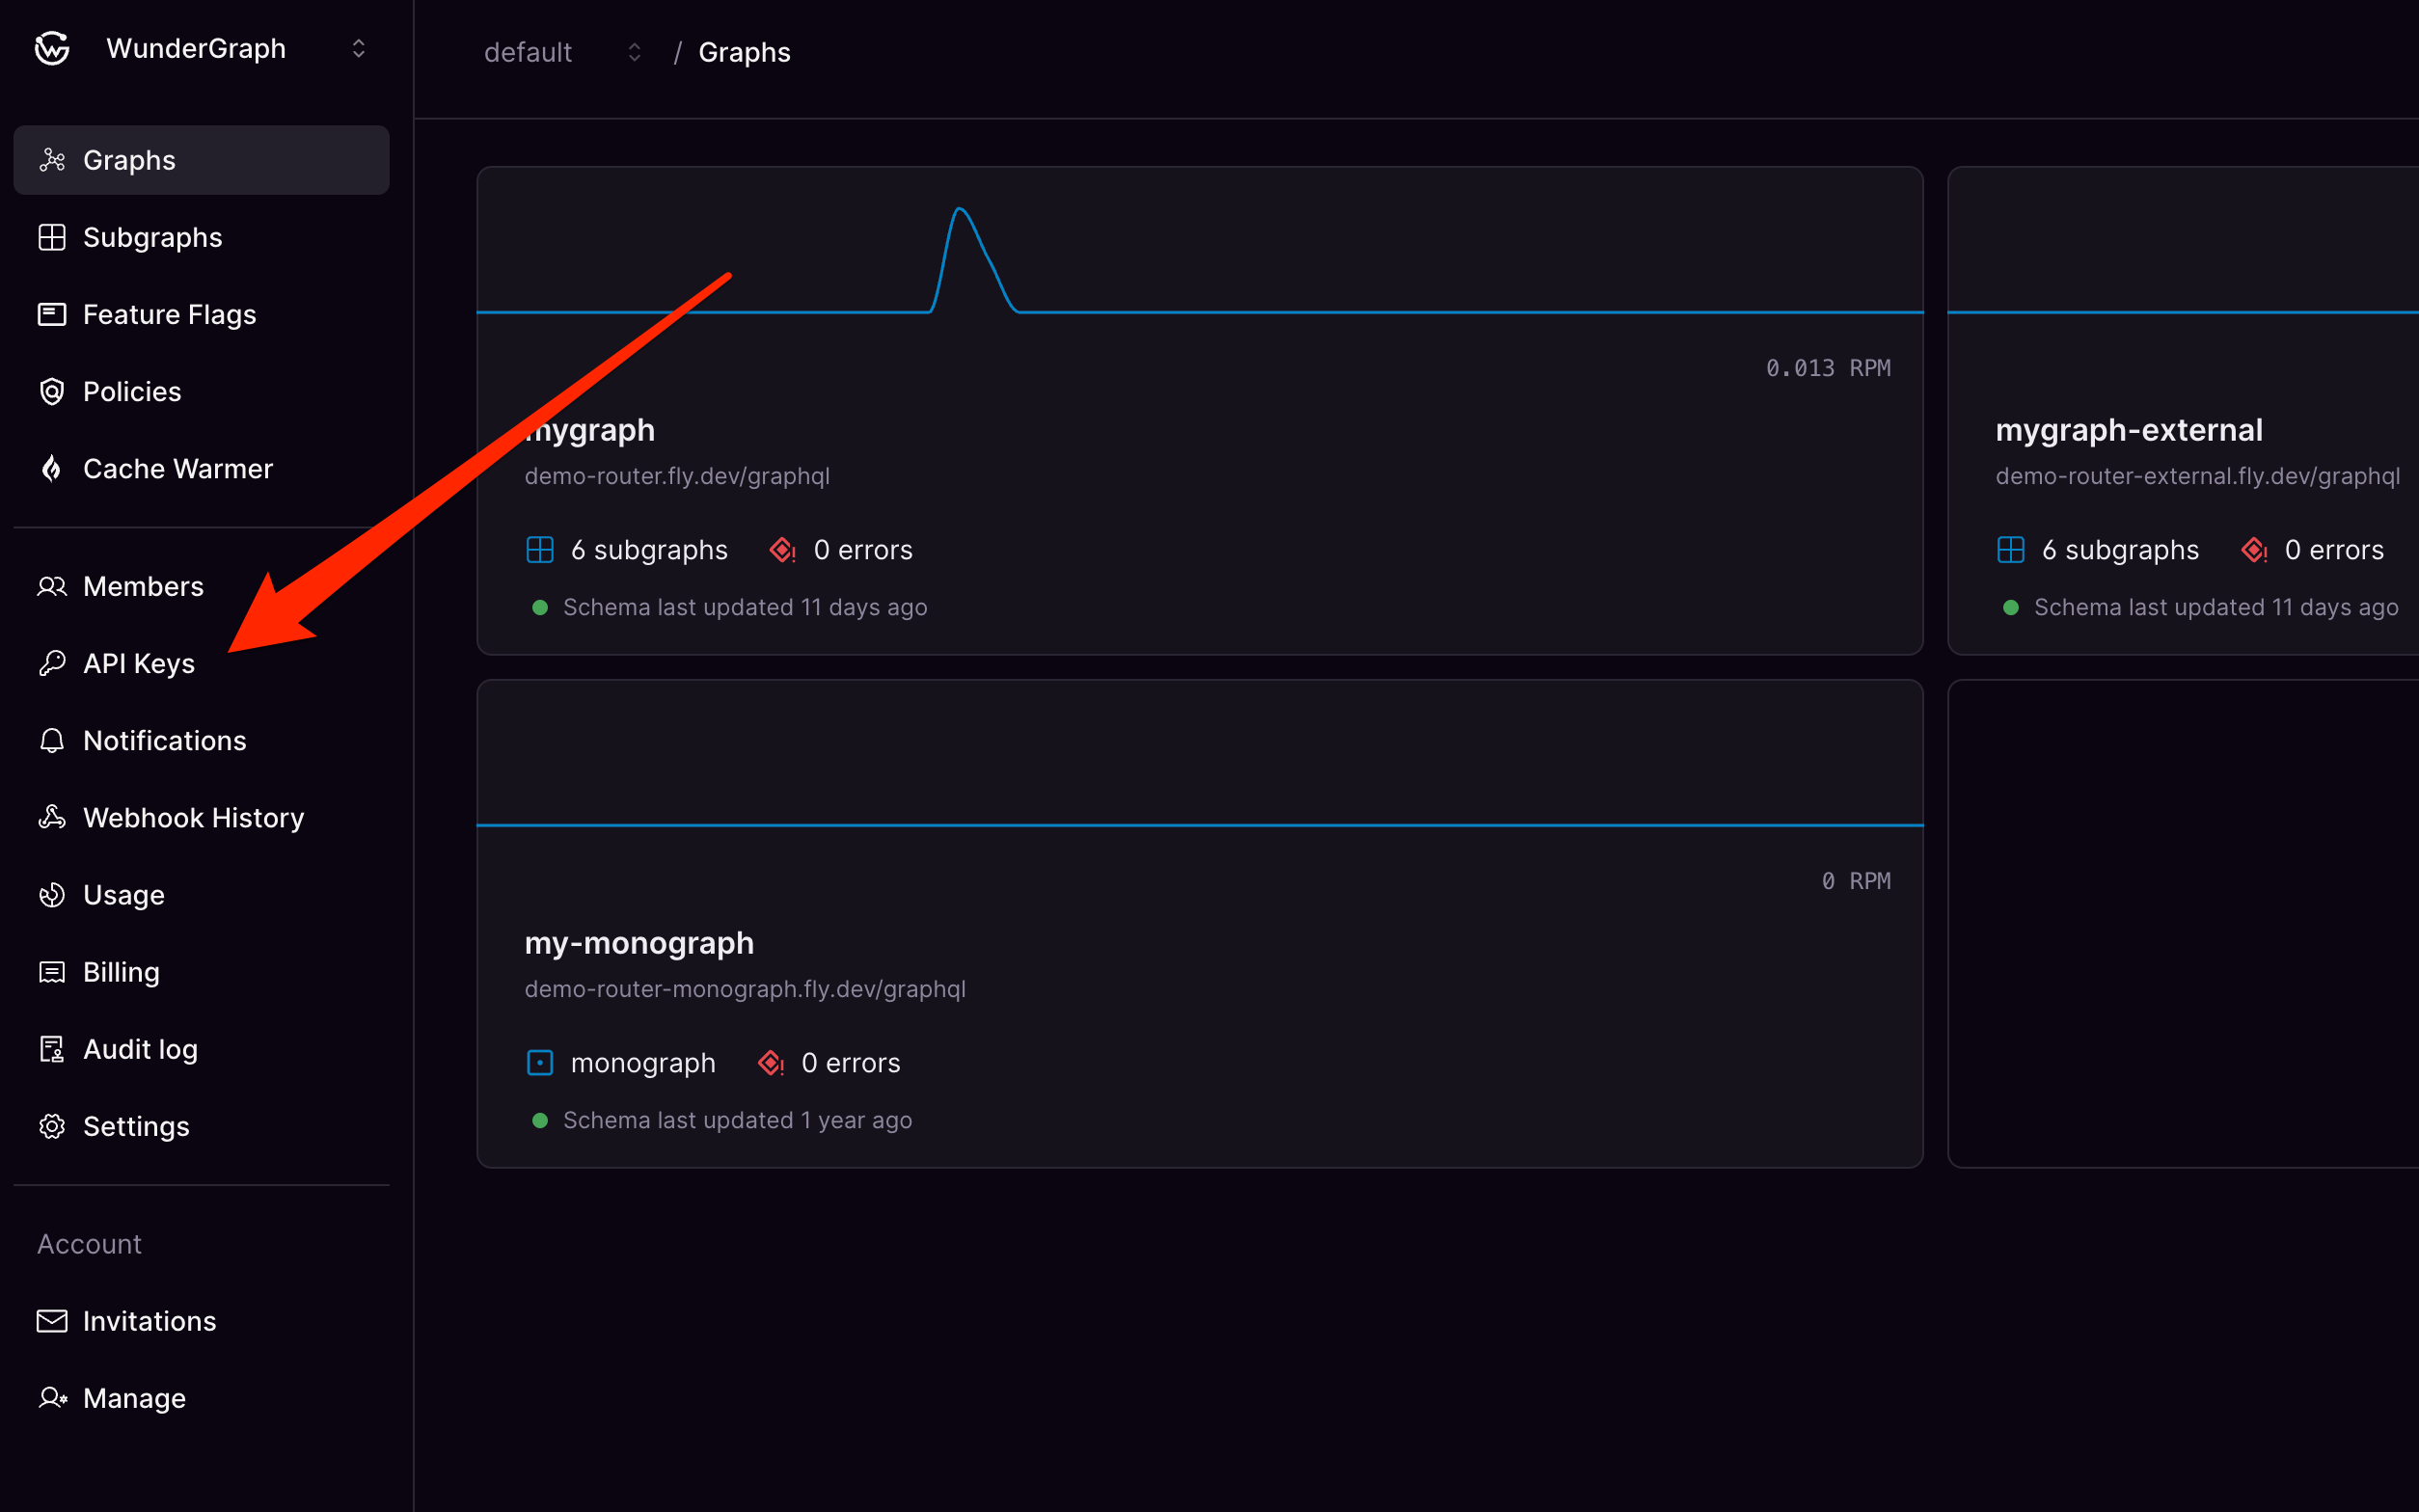 WunderGraph
default / Graphs
Graphs
Subgraphs
Feature Flags
Policies
Cache Warmer
Members
API Keys
Notifications
Webhook History
Usage
Billing
Audit log
Settings
Account
Invitations
Manage
0.013 RPM
mygraph
demo-router.fly.dev/graphql
6 subgraphs 0 errors
Schema last updated 11 days ago
mygraph-external
demo-router-external.fly.dev/graphql
6 subgraphs 0 errors
Schema last updated 11 days ago
0 RPM
my-monograph
demo-router-monograph.fly.dev/graphql
monograph 0 errors
Schema last updated 1 year ago